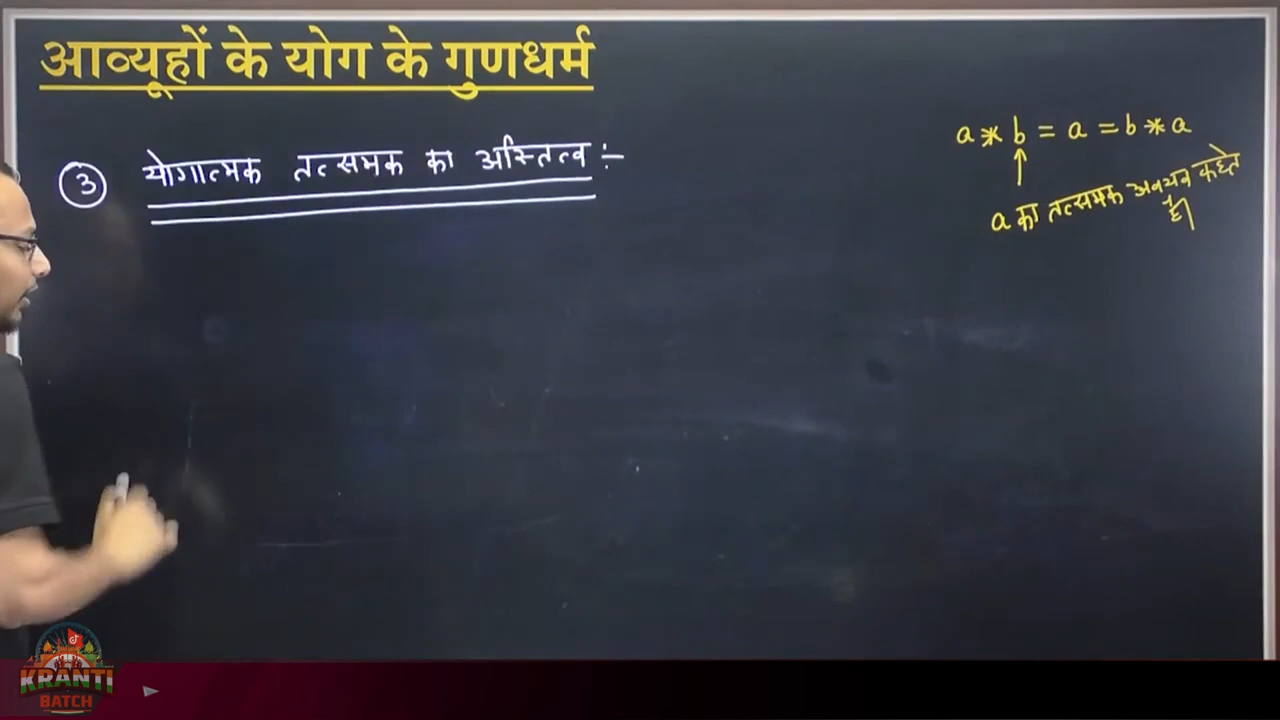 आव्यूहों के योग के गुणधर्म
③ योगात्मक तत्समक का अस्तित्व :-
a * b = a = b * a
↑
a का तत्समक अवयव कहते हैं।
KRANTI
BATCH